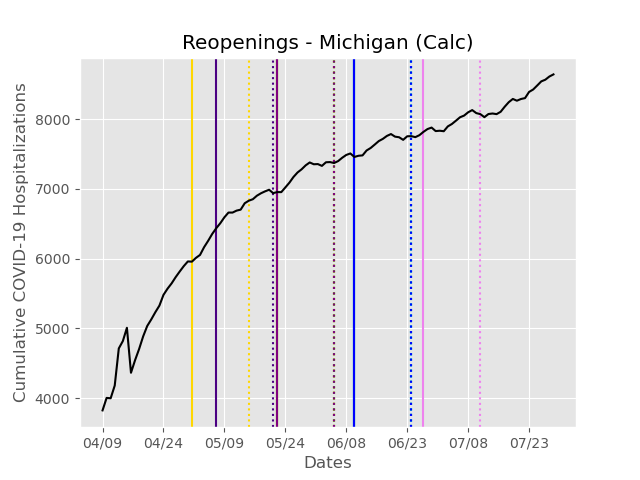 Reopenings - Michigan (Calc)
Cumulative COVID-19 Hospitalizations
8000
7000
6000
5000
4000
04/09 04/24 05/09 05/24 06/08 06/23 07/08 07/23
Dates